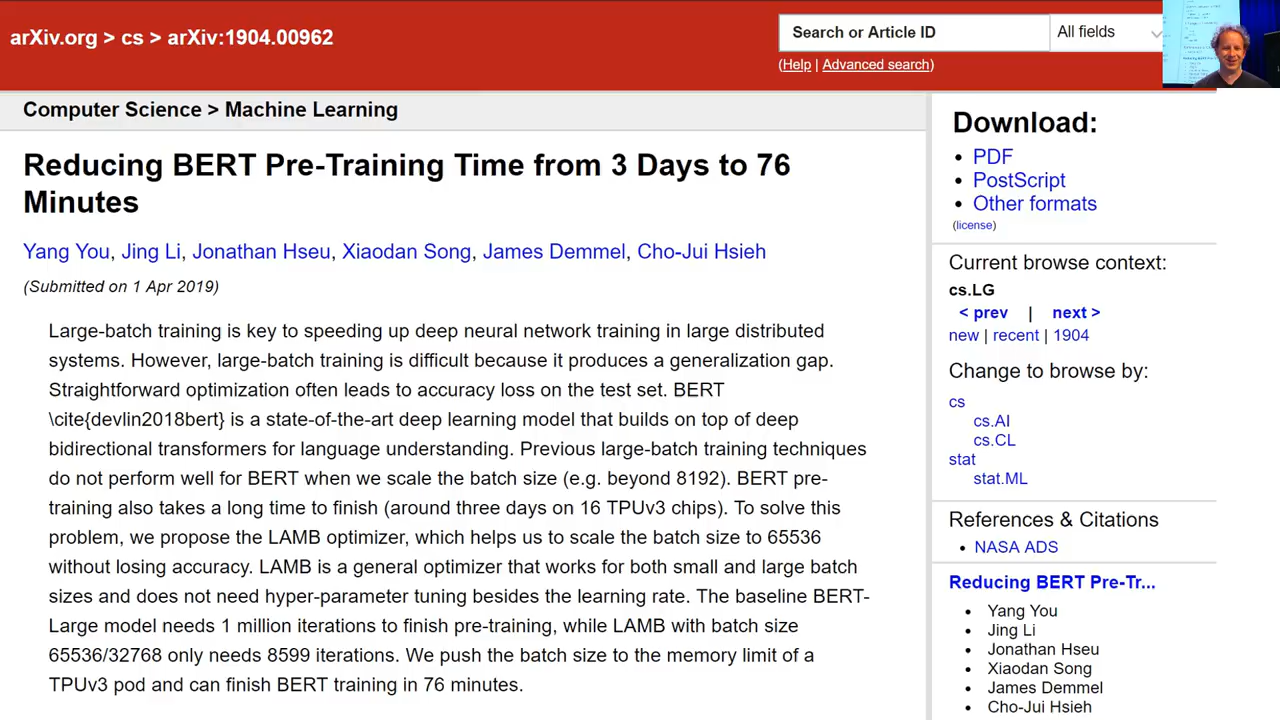 arXiv.org > cs > arXiv:1904.00962
Search or Article ID
All fields
(Help | Advanced search)
Computer Science > Machine Learning
Reducing BERT Pre-Training Time from 3 Days to 76
Minutes
Yang You, Jing Li, Jonathan Hseu, Xiaodan Song, James Demmel, Cho-Jui Hsieh
(Submitted on 1 Apr 2019)
Large-batch training is key to speeding up deep neural network training in large distributed
systems. However, large-batch training is difficult because it produces a generalization gap.
Straightforward optimization often leads to accuracy loss on the test set. BERT
\cite{devlin2018bert} is a state-of-the-art deep learning model that builds on top of deep
bidirectional transformers for language understanding. Previous large-batch training techniques
do not perform well for BERT when we scale the batch size (e.g. beyond 8192). BERT pre-
training also takes a long time to finish (around three days on 16 TPUv3 chips). To solve this
problem, we propose the LAMB optimizer, which helps us to scale the batch size to 65536
without losing accuracy. LAMB is a general optimizer that works for both small and large batch
sizes and does not need hyper-parameter tuning besides the learning rate. The baseline BERT-
Large model needs 1 million iterations to finish pre-training, while LAMB with batch size
65536/32768 only needs 8599 iterations. We push the batch size to the memory limit of a
TPUv3 pod and can finish BERT training in 76 minutes.
Download:
• PDF
• PostScript
• Other formats
(license)
Current browse context:
cs.LG
< prev | next >
new | recent | 1904
Change to browse by:
cs
cs.AI
cs.CL
stat
stat.ML
References & Citations
• NASA ADS
Reducing BERT Pre-Tr...
• Yang You
• Jing Li
• Jonathan Hseu
• Xiaodan Song
• James Demmel
• Cho-Jui Hsieh